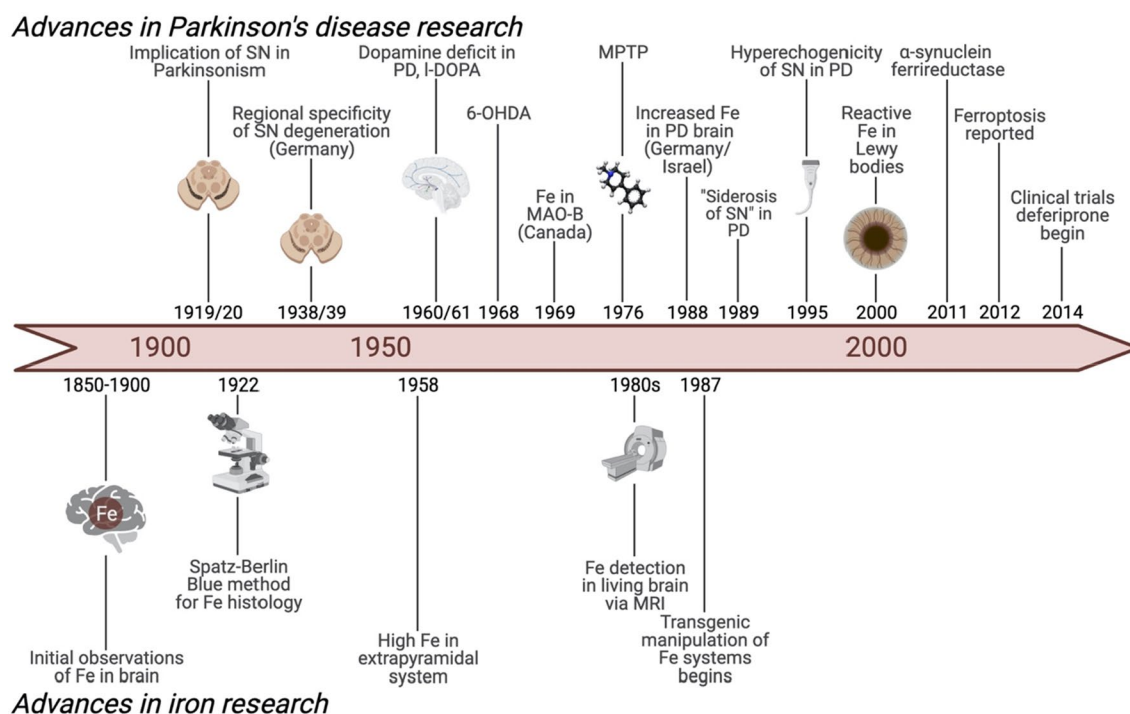 Advances in Parkinson's disease research
Implication of SN in
Parkinsonism
Regional specificity
of SN degeneration
(Germany)
Dopamine deficit in
PD, l-DOPA
6-OHDA
Fe in
MAO-B
(Canada)
MPTP
Increased Fe
in PD brain
(Germany/
Israel)
"Siderosis
of SN" in
PD
Hyperechogenicity
of SN in PD
Reactive
Fe in
Lewy
bodies
α-synuclein
ferrireductase
Ferroptosis
reported
Clinical trials
deferiprone
begin
1919/20
1938/39
1960/61
1968
1969
1976
1988
1989
1995
2000
2011
2012
2014
1900
1950
2000
1850-1900
1922
1958
1980s
1987
Fe
Initial observations
of Fe in brain
Spatz-Berlin
Blue method
for Fe histology
High Fe in
extrapyramidal
system
Fe detection
in living brain
via MRI
Transgenic
manipulation of
Fe systems
begins
Advances in iron research